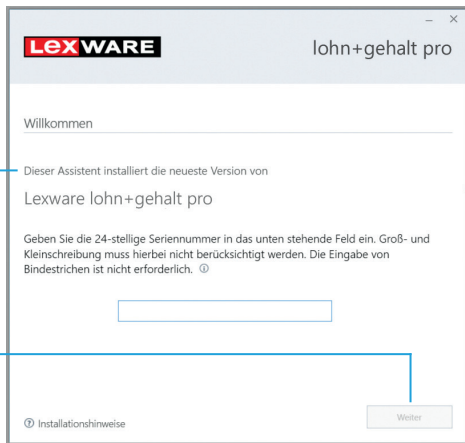 LEXWARE
lohn+gehalt pro
Willkommen
Dieser Assistent installiert die neueste Version von
Lexware lohn+gehalt pro
Geben Sie die 24-stellige Seriennummer in das unten stehende Feld ein. Groß- und
Kleinschreibung muss hierbei nicht berücksichtigt werden. Die Eingabe von
Bindestrichen ist nicht erforderlich.
Installationshinweise
Weiter